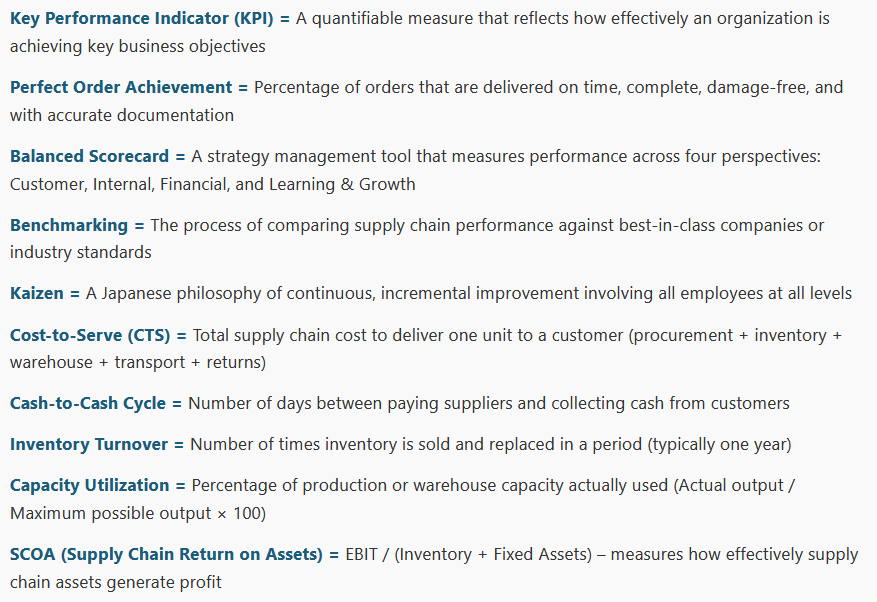 Key Performance Indicator (KPI) = A quantifiable measure that reflects how effectively an organization is
achieving key business objectives
Perfect Order Achievement = Percentage of orders that are delivered on time, complete, damage-free, and
with accurate documentation
Balanced Scorecard = A strategy management tool that measures performance across four perspectives:
Customer, Internal, Financial, and Learning & Growth
Benchmarking = The process of comparing supply chain performance against best-in-class companies or
industry standards
Kaizen = A Japanese philosophy of continuous, incremental improvement involving all employees at all levels
Cost-to-Serve (CTS) = Total supply chain cost to deliver one unit to a customer (procurement + inventory +
warehouse + transport + returns)
Cash-to-Cash Cycle = Number of days between paying suppliers and collecting cash from customers
Inventory Turnover = Number of times inventory is sold and replaced in a period (typically one year)
Capacity Utilization = Percentage of production or warehouse capacity actually used (Actual output /
Maximum possible output × 100)
SCOA (Supply Chain Return on Assets) = EBIT / (Inventory + Fixed Assets) – measures how effectively supply
chain assets generate profit